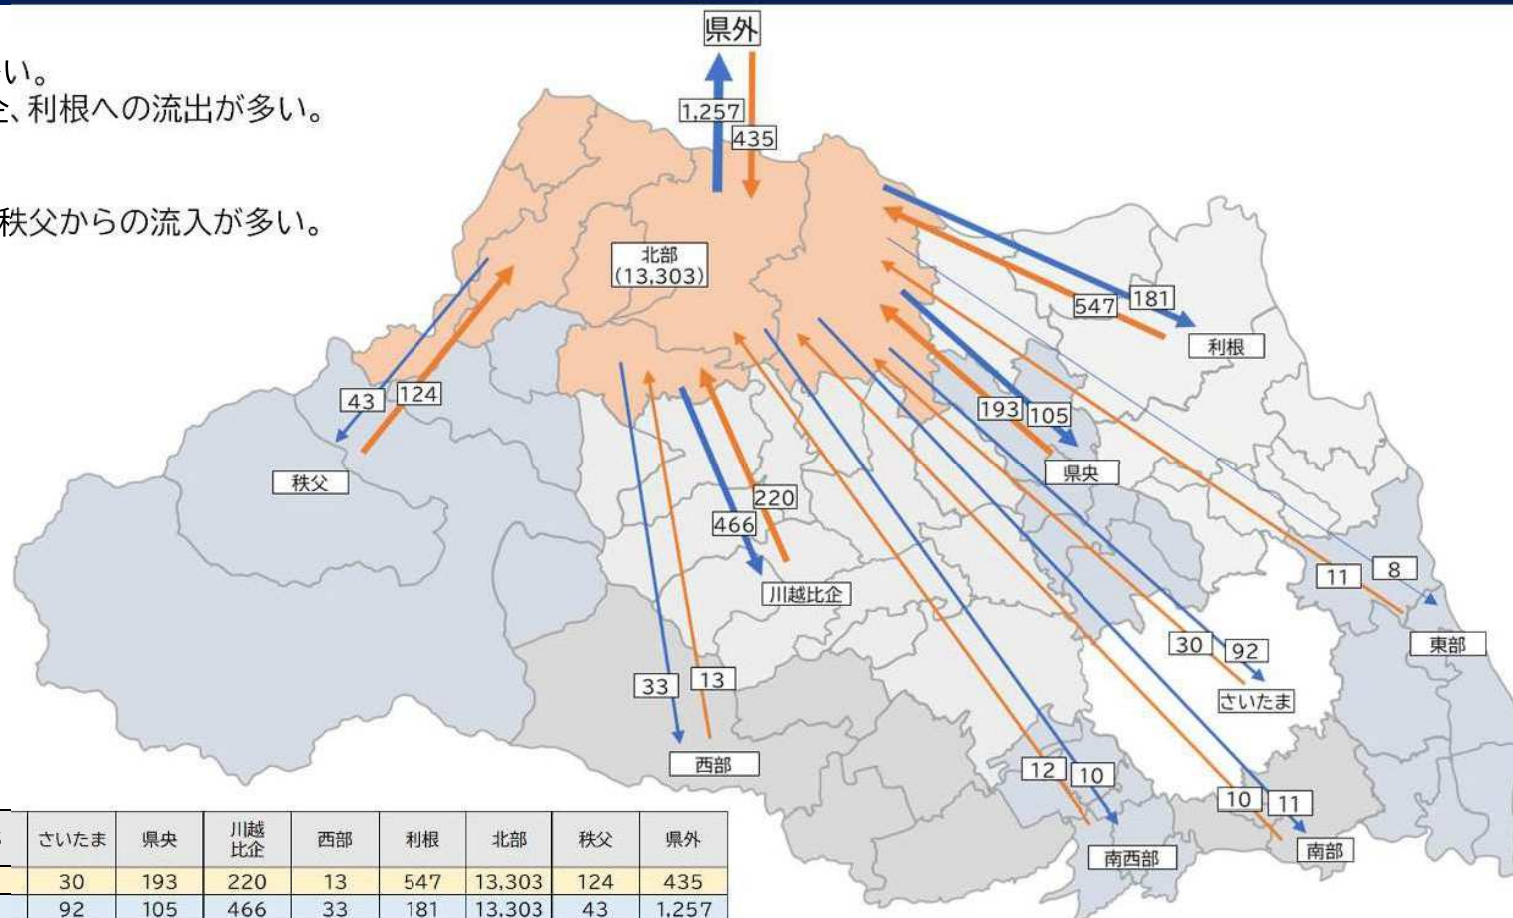 県外
い。
、利根への流出が多い。
1,257
435
秩父からの流入が多い。
北部
(13,303)
547
181
利根
43
124
193
105
県央
秩父
220
466
川越比企
11
8
30
92
東部
33
13
さいたま
西部
12
10
10
11
南西部
南部
さいたま 県央 川越比企 西部 利根 北部 秩父 県外
30 193 220 13 547 13,303 124 435
92 105 466 33 181 13,303 43 1,257